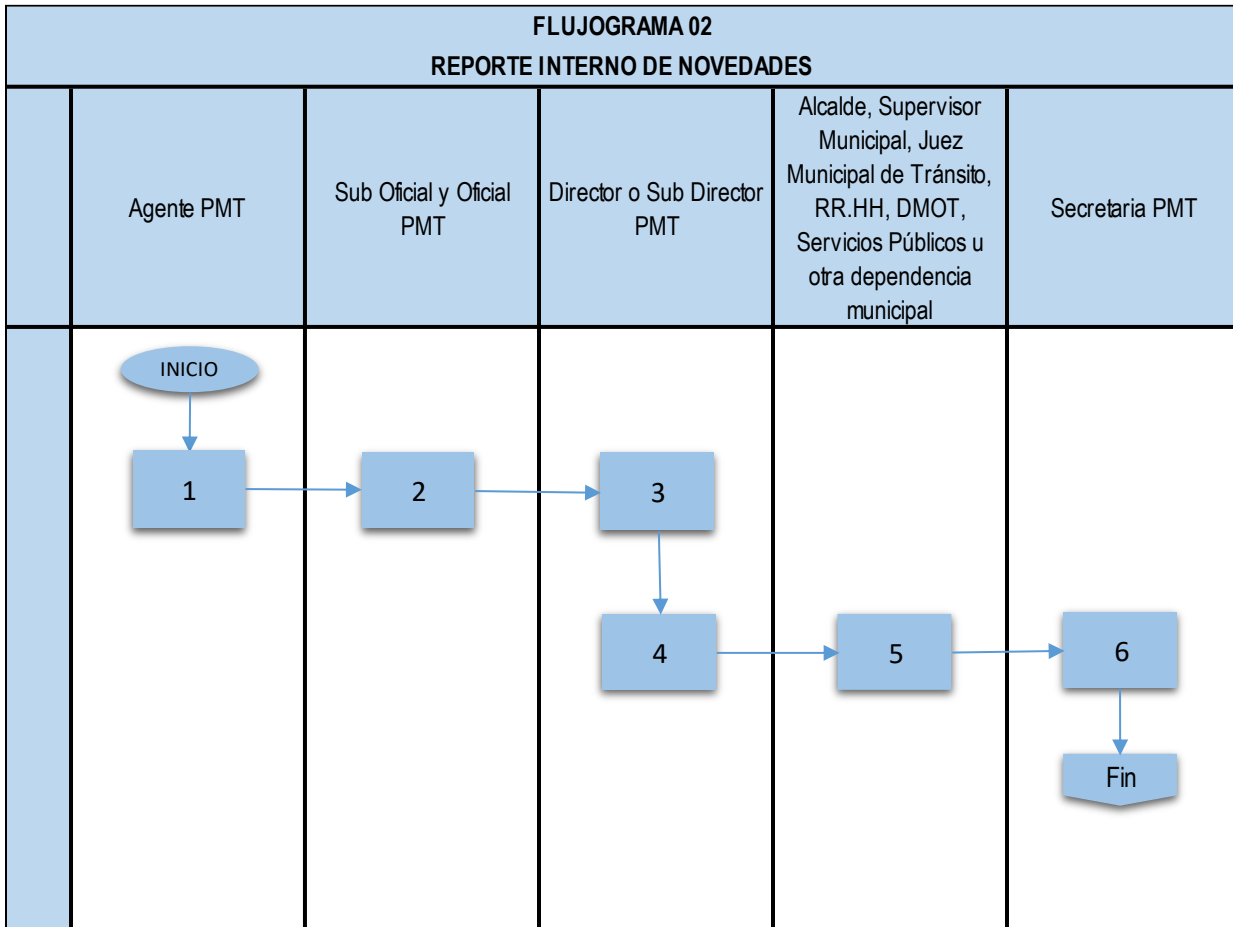 FLUJOGRAMA 02
REPORTE INTERNO DE NOVEDADES
Agente PMT
Sub Oficial y Oficial
PMT
Director o Sub Director
PMT
Alcalde, Supervisor
Municipal, Juez
Municipal de Tránsito,
RR.HH, DMOT,
Servicios Públicos u
otra dependencia
municipal
Secretaria PMT
INICIO
1
2
3
4
5
6
Fin